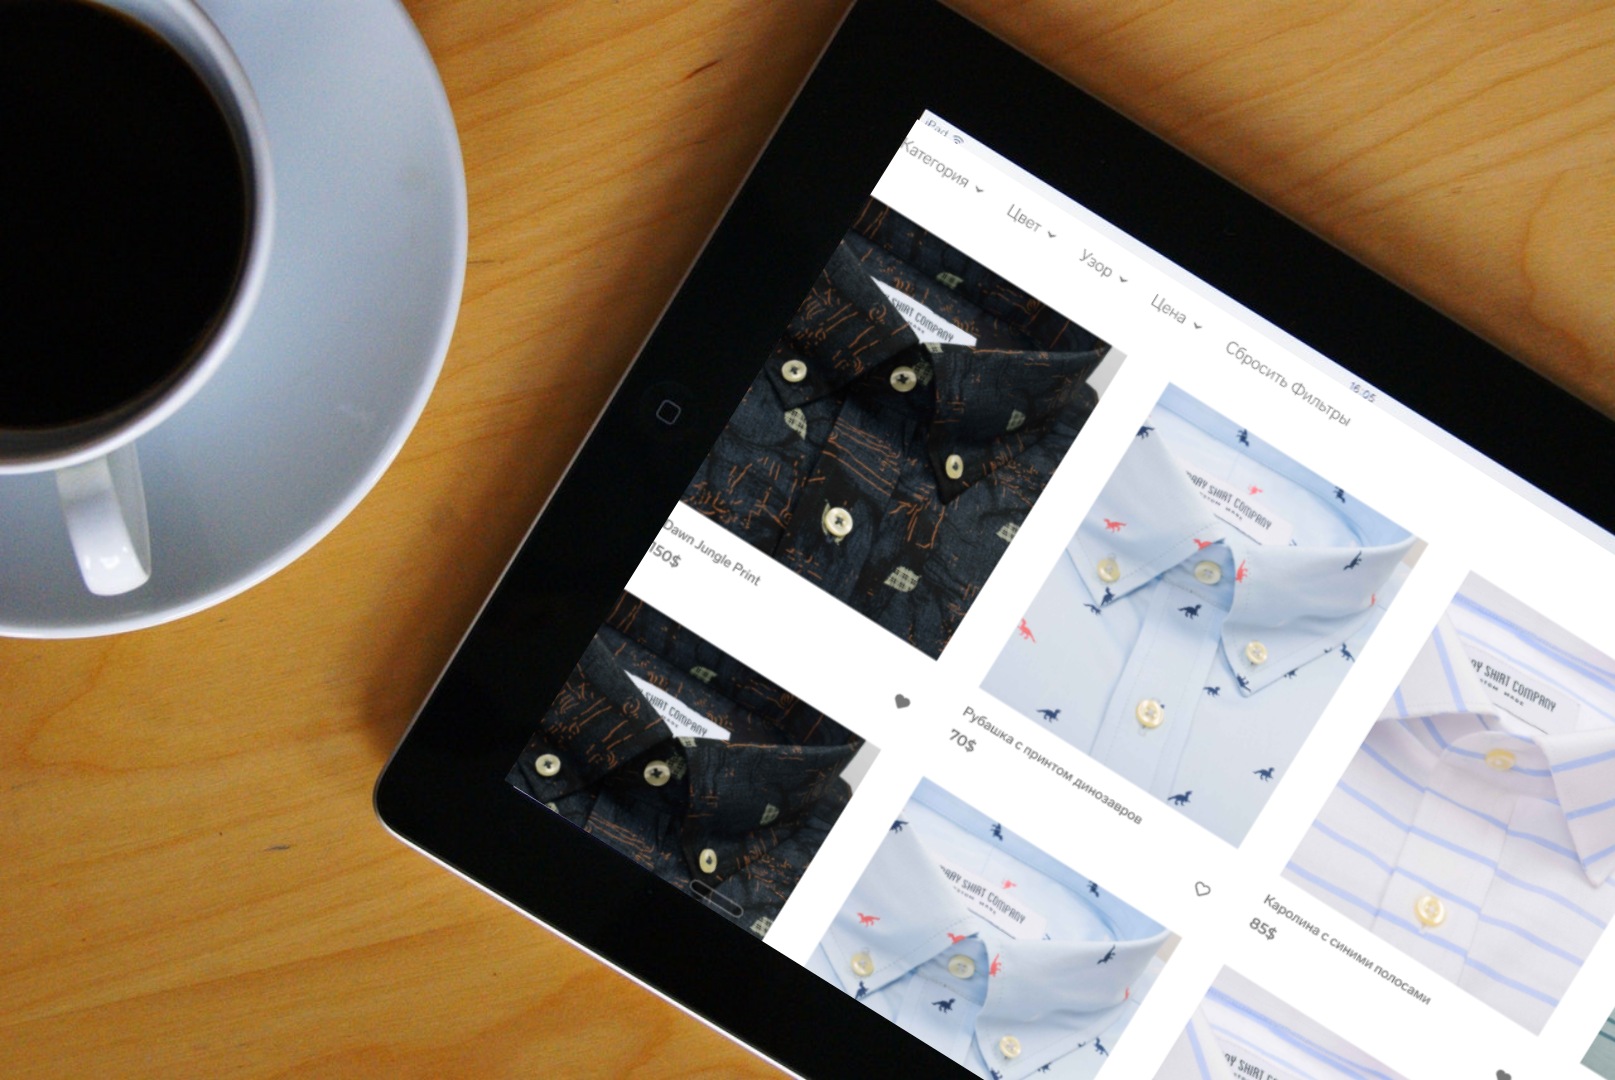 iPad
16:05
Категория
Цвет
Узор
Цена
Сбросить Фильтры
SHIRT COMPANY
Dawn Jungle Print
150$
SHIRT COMPANY
Рубашка с принтом динозавров
70$
SHIRT COMPANY
Каролина с синими полосами
85$
SHIRT COMPANY
SHIRT COMPANY
SHIRT COMPANY